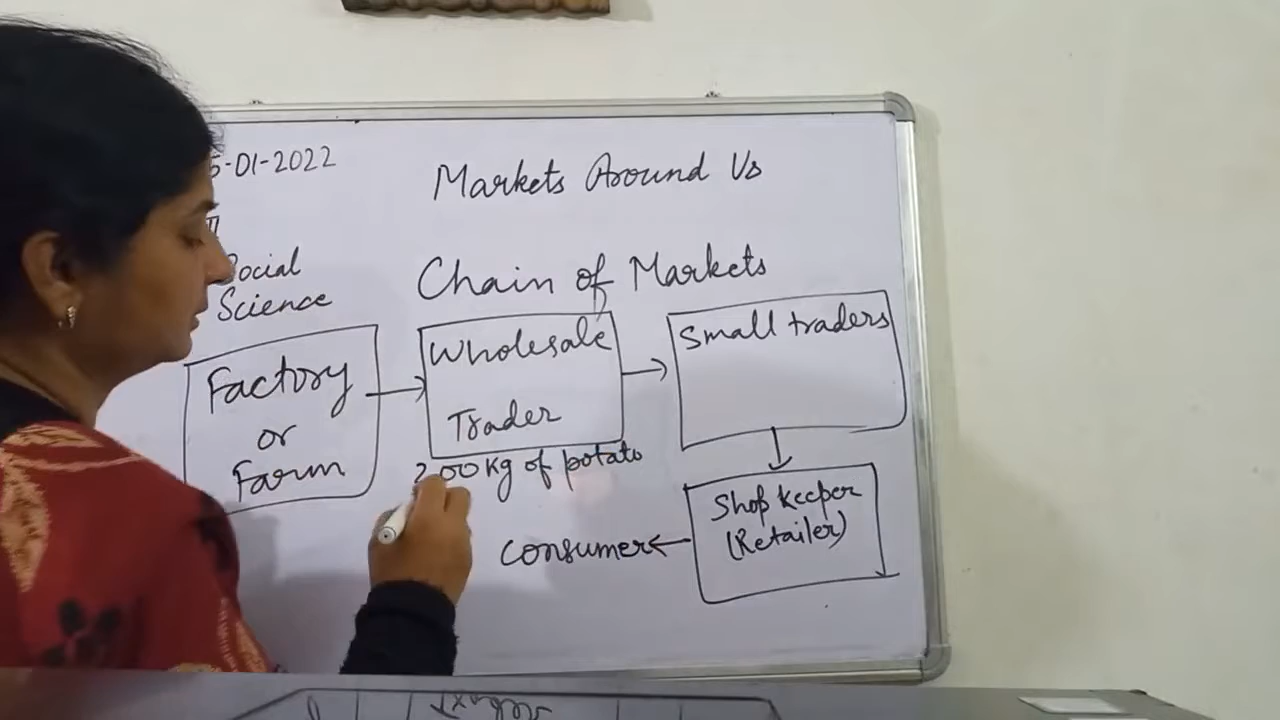 5-01-2022
Markets Around Us
II
Social
Science
Chain of Markets
Factory
or
Farm
Wholesale
Trader
200 kg of potato
Small traders
Shop keeper
(Retailer)
consumer